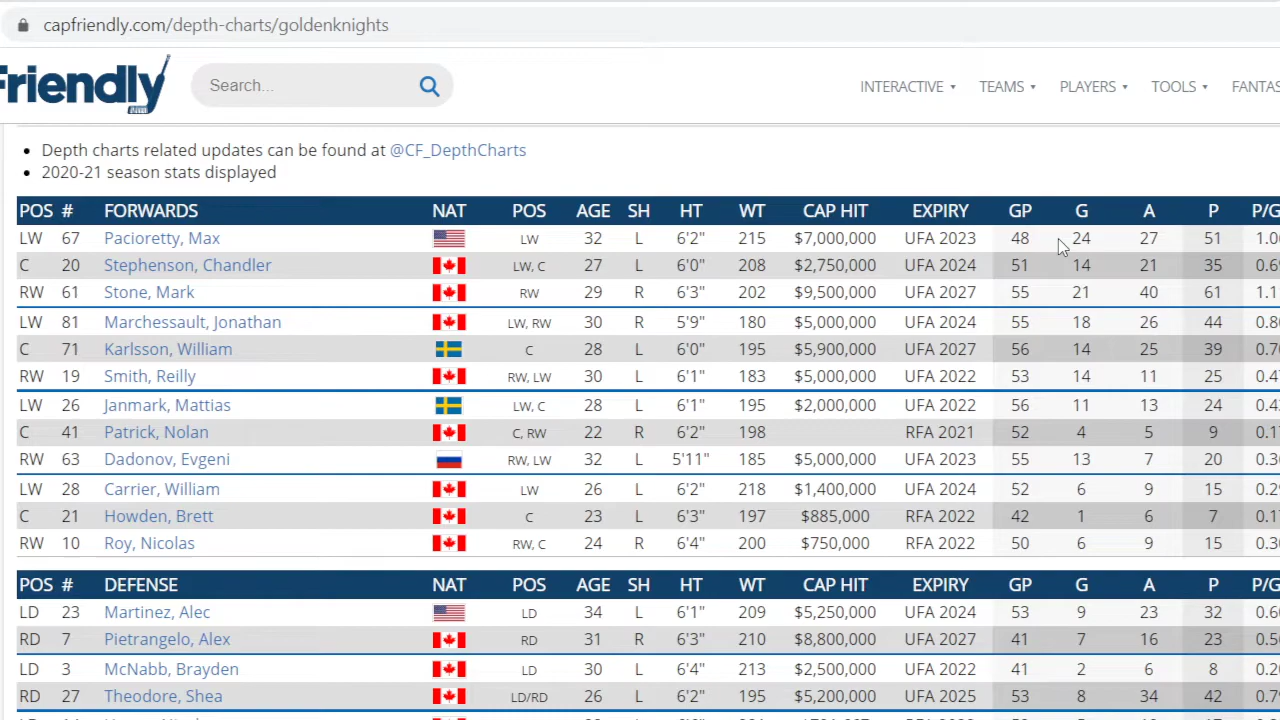 capfriendly.com/depth-charts/goldenknights
Friendly Search... INTERACTIVE TEAMS PLAYERS TOOLS FANTAS
Depth charts related updates can be found at @CF_DepthCharts
2020-21 season stats displayed
POS # FORWARDS NAT POS AGE SH HT WT CAP HIT EXPIRY GP G A P P/G
LW 67 Pacioretty, Max LW 32 L 6'2" 215 $7,000,000 UFA 2023 48 24 27 51 1.0
C 20 Stephenson, Chandler LW, C 27 L 6'0" 208 $2,750,000 UFA 2024 51 14 21 35 0.6
RW 61 Stone, Mark RW 29 R 6'3" 202 $9,500,000 UFA 2027 55 21 40 61 1.1
LW 81 Marchessault, Jonathan LW, RW 30 R 5'9" 180 $5,000,000 UFA 2024 55 18 26 44 0.8
C 71 Karlsson, William C 28 L 6'0" 195 $5,900,000 UFA 2027 56 14 25 39 0.7
RW 19 Smith, Reilly RW, LW 30 L 6'1" 183 $5,000,000 UFA 2022 53 14 11 25 0.4
LW 26 Janmark, Mattias LW, C 28 L 6'1" 195 $2,000,000 UFA 2022 56 11 13 24 0.4
C 41 Patrick, Nolan C, RW 22 R 6'2" 198 RFA 2021 52 4 5 9 0.1
RW 63 Dadonov, Evgeni RW, LW 32 L 5'11" 185 $5,000,000 UFA 2023 55 13 7 20 0.3
LW 28 Carrier, William LW 26 L 6'2" 218 $1,400,000 UFA 2024 52 6 9 15 0.2
C 21 Howden, Brett C 23 L 6'3" 197 $885,000 RFA 2022 42 1 6 7 0.1
RW 10 Roy, Nicolas RW, C 24 R 6'4" 200 $750,000 RFA 2022 50 6 9 15 0.3
POS # DEFENSE NAT POS AGE SH HT WT CAP HIT EXPIRY GP G A P P/G
LD 23 Martinez, Alec LD 34 L 6'1" 209 $5,250,000 UFA 2024 53 9 23 32 0.6
RD 7 Pietrangelo, Alex RD 31 R 6'3" 210 $8,800,000 UFA 2027 41 7 16 23 0.5
LD 3 McNabb, Brayden LD 30 L 6'4" 213 $2,500,000 UFA 2022 41 2 6 8 0.2
RD 27 Theodore, Shea LD/RD 26 L 6'2" 195 $5,200,000 UFA 2025 53 8 34 42 0.7